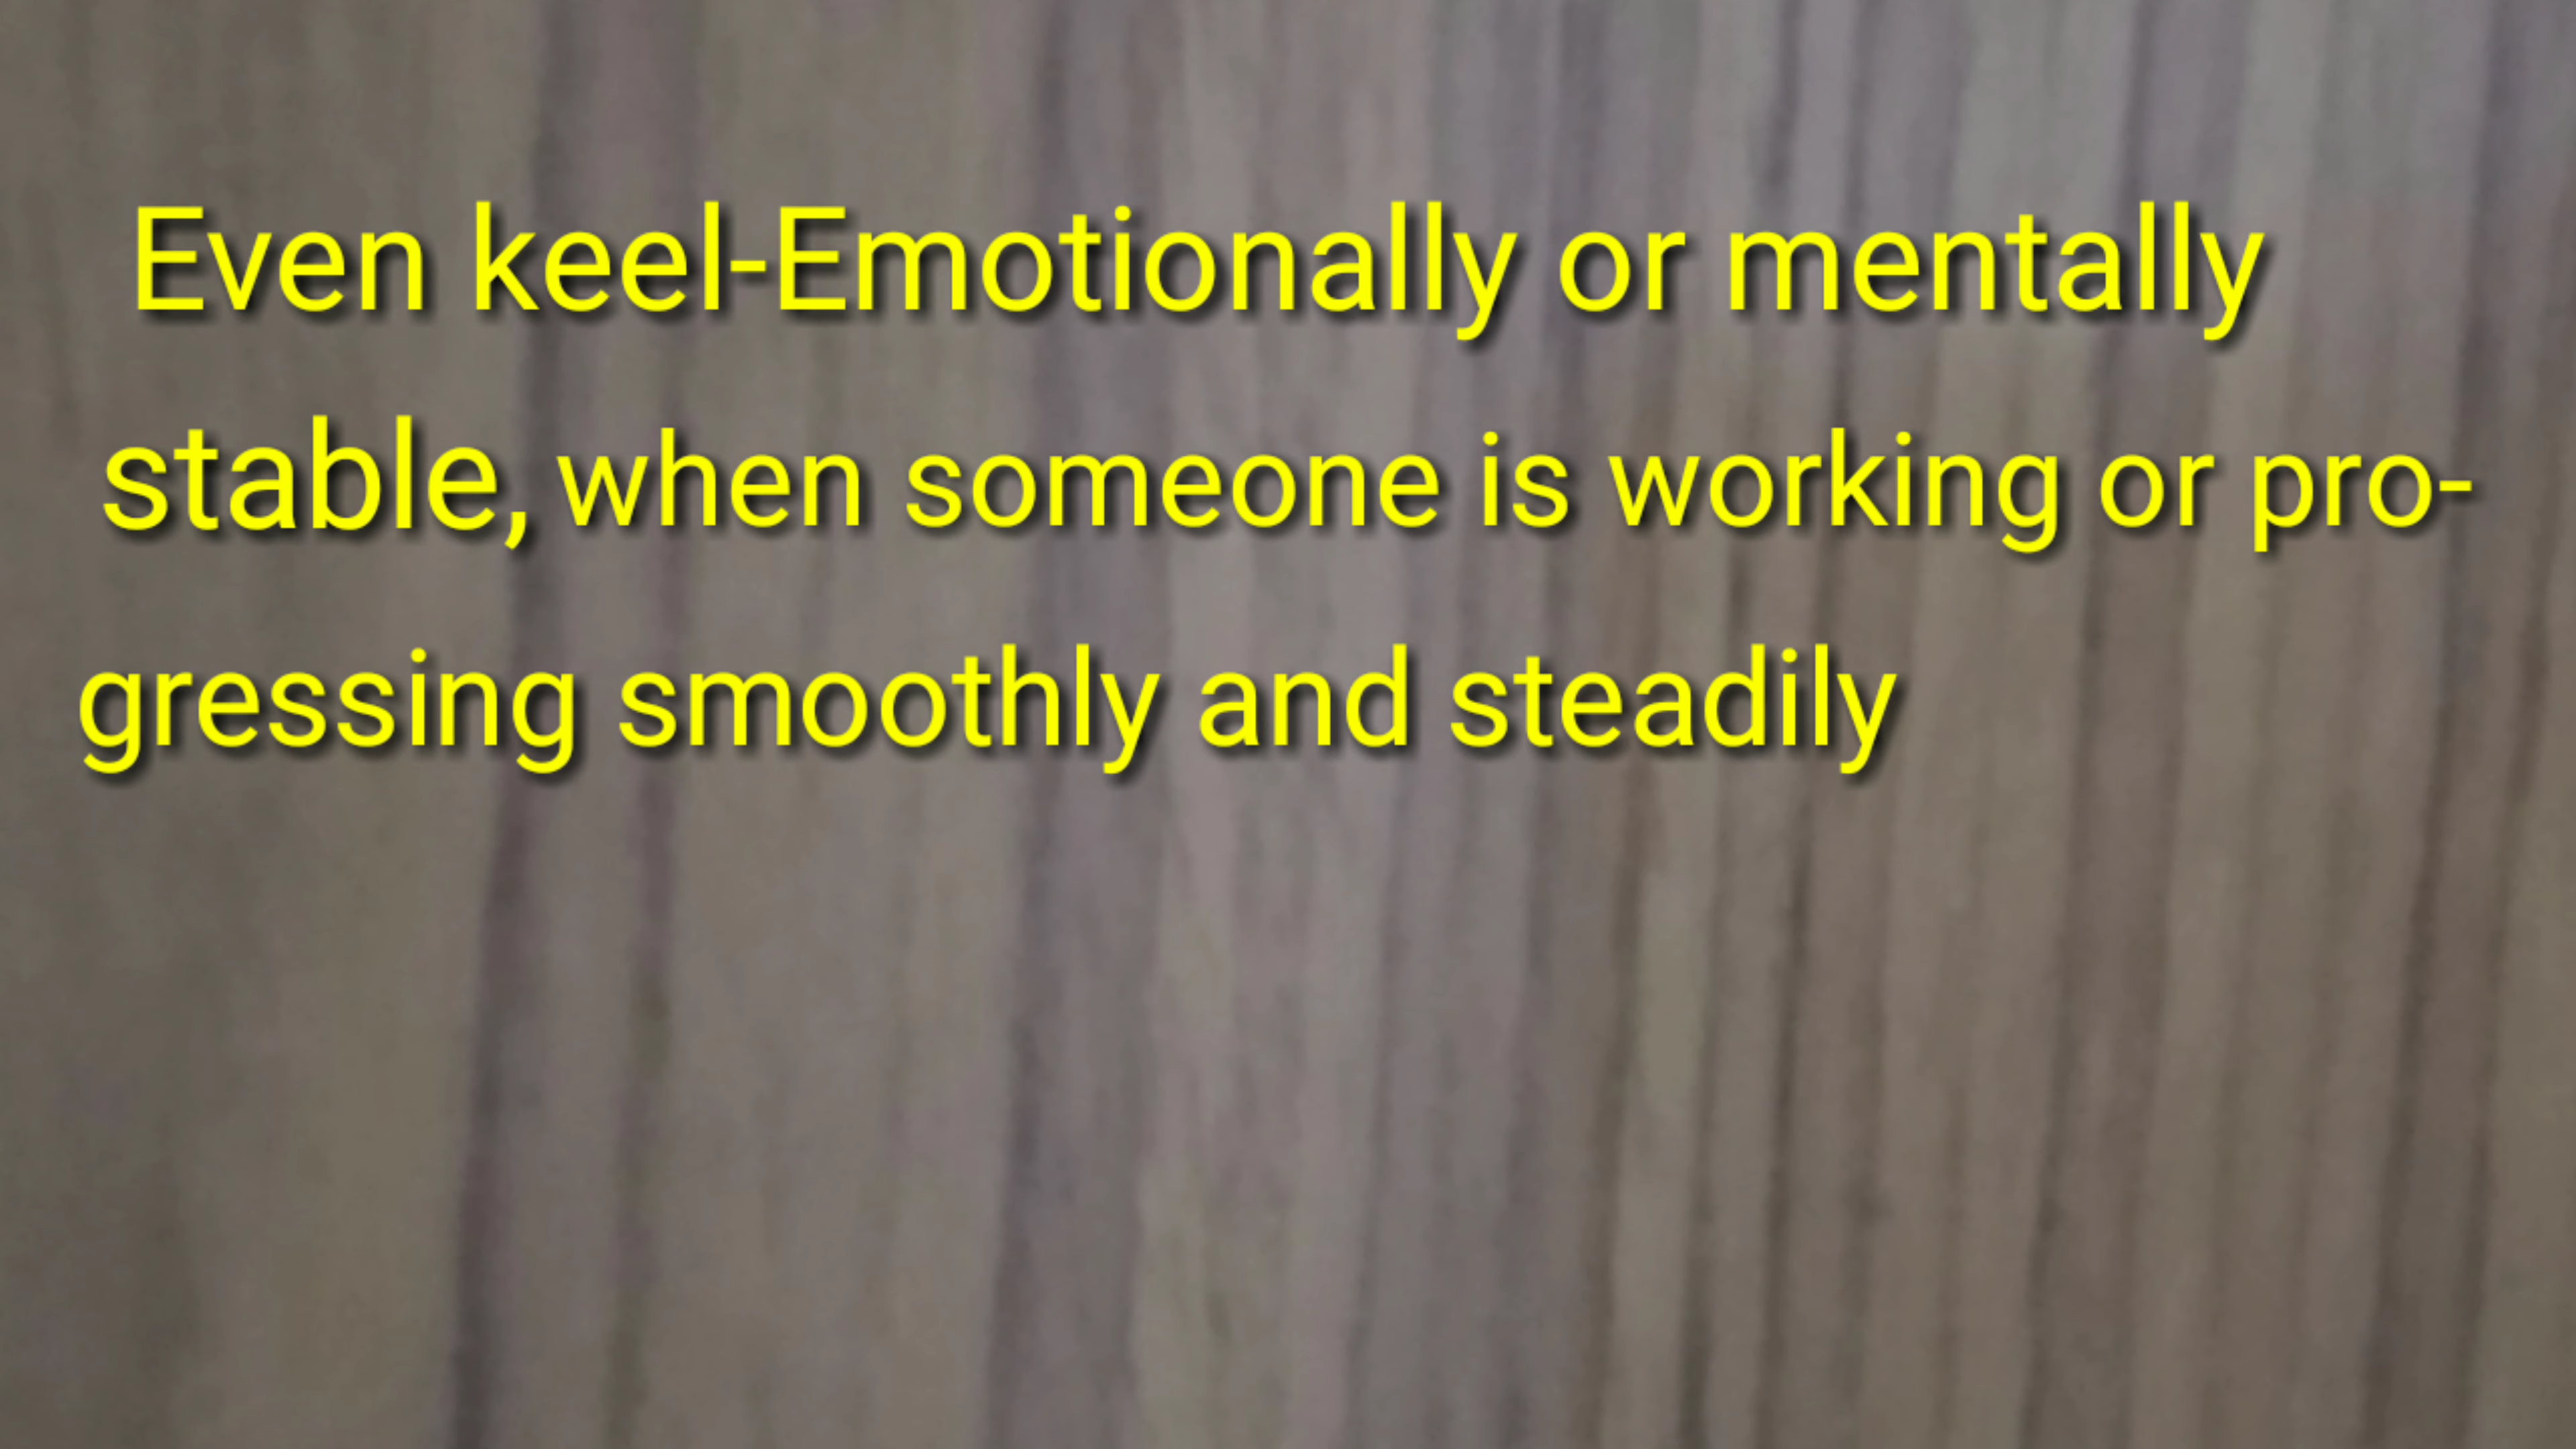 Even keel-Emotionally or mentally
stable, when someone is working or pro-
gressing smoothly and steadily